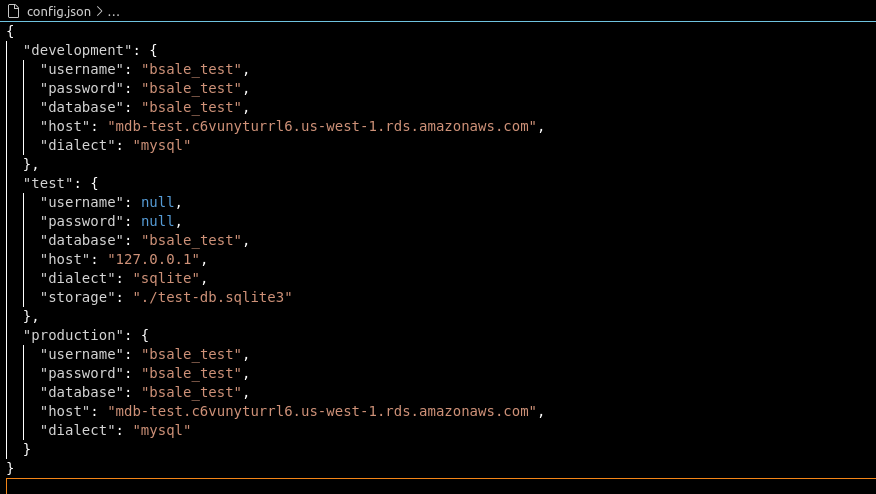 config.json > ...
{
  "development": {
    "username": "bsale_test",
    "password": "bsale_test",
    "database": "bsale_test",
    "host": "mdb-test.c6vunyturrl6.us-west-1.rds.amazonaws.com",
    "dialect": "mysql"
  },
  "test": {
    "username": null,
    "password": null,
    "database": "bsale_test",
    "host": "127.0.0.1",
    "dialect": "sqlite",
    "storage": "./test-db.sqlite3"
  },
  "production": {
    "username": "bsale_test",
    "password": "bsale_test",
    "database": "bsale_test",
    "host": "mdb-test.c6vunyturrl6.us-west-1.rds.amazonaws.com",
    "dialect": "mysql"
  }
}